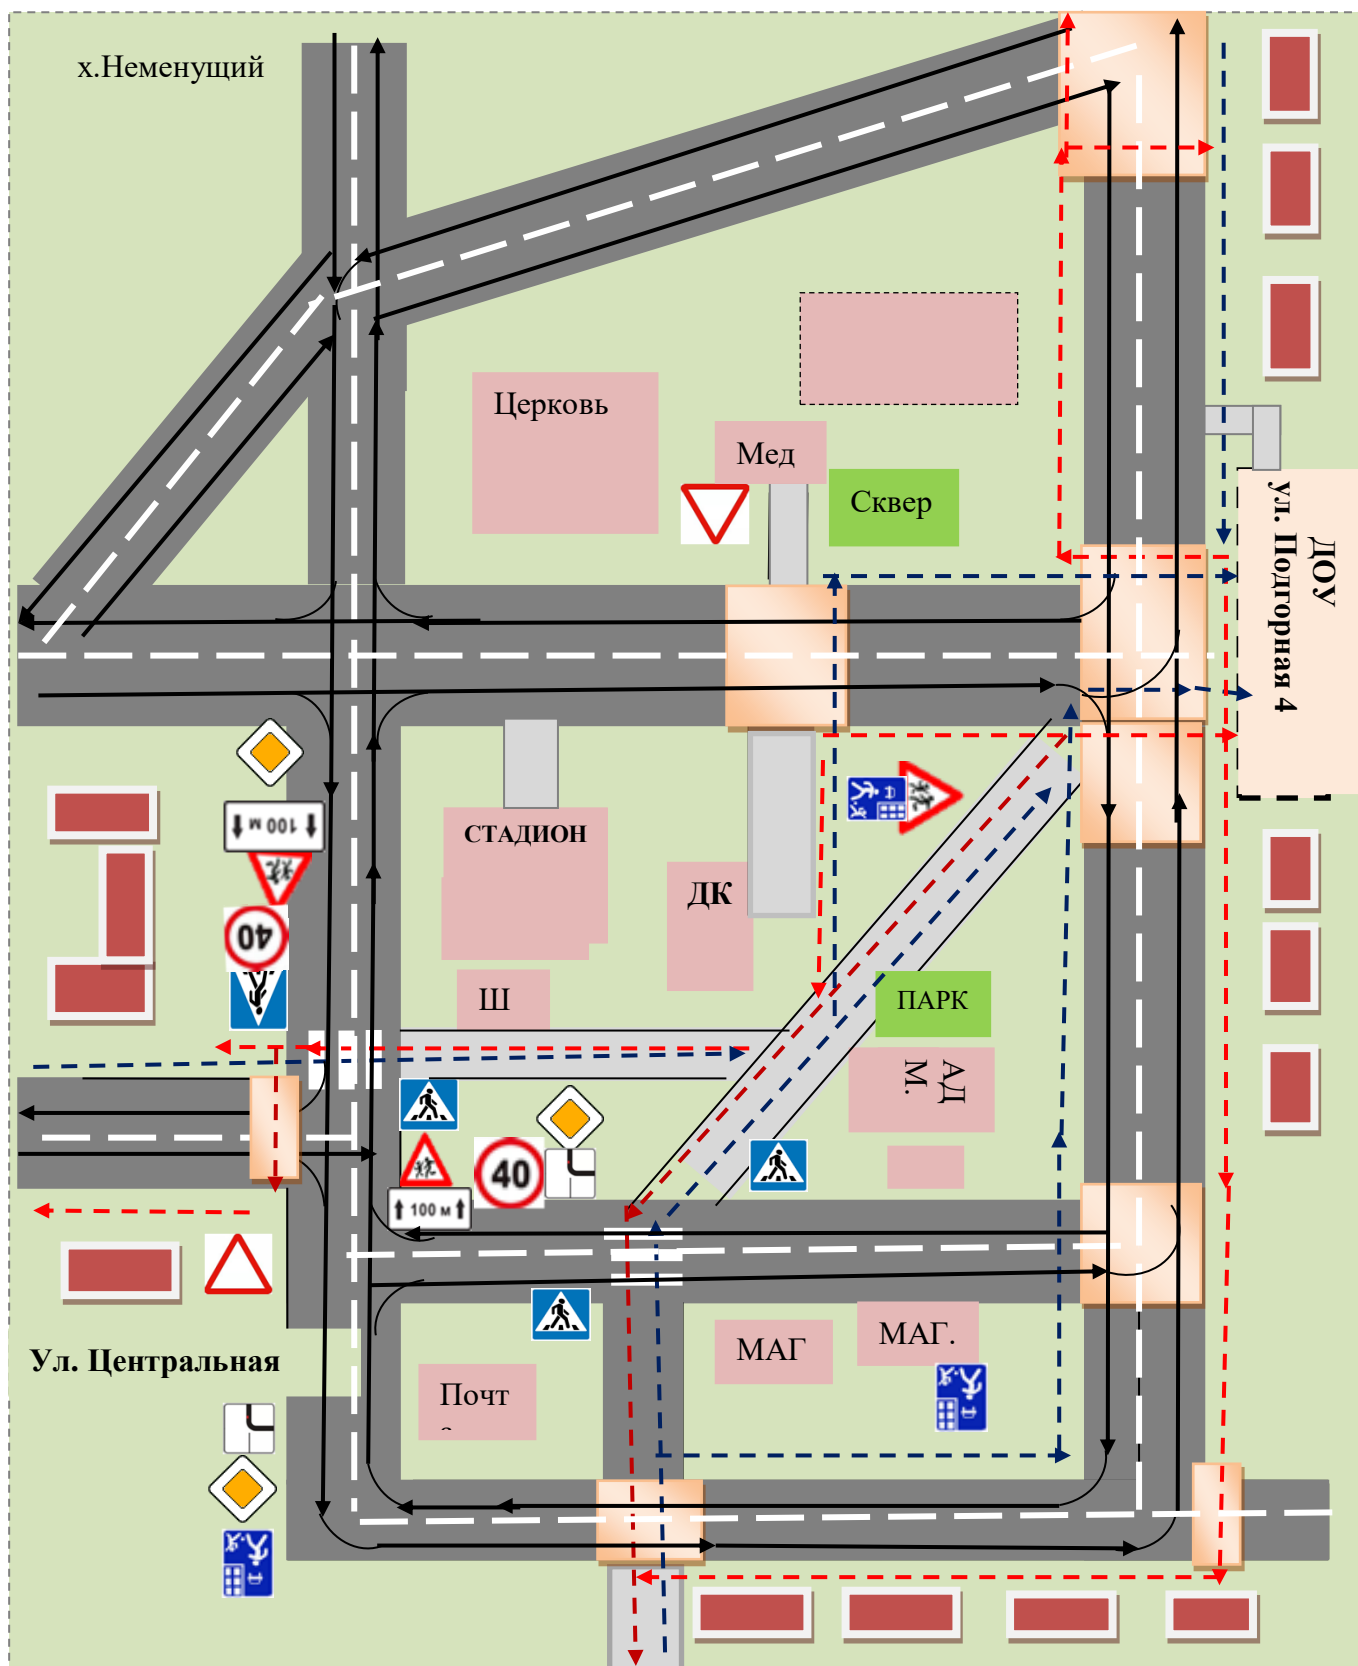 х.Неменущий
Церковь
Мед
Сквер
ДОУ
ул. Подгорная 4
100 м
СТАДИОН
ДК
40
Ш
ПАРК
АД
М.
40
100 м
МАГ
МАГ.
Ул. Центральная
Почт